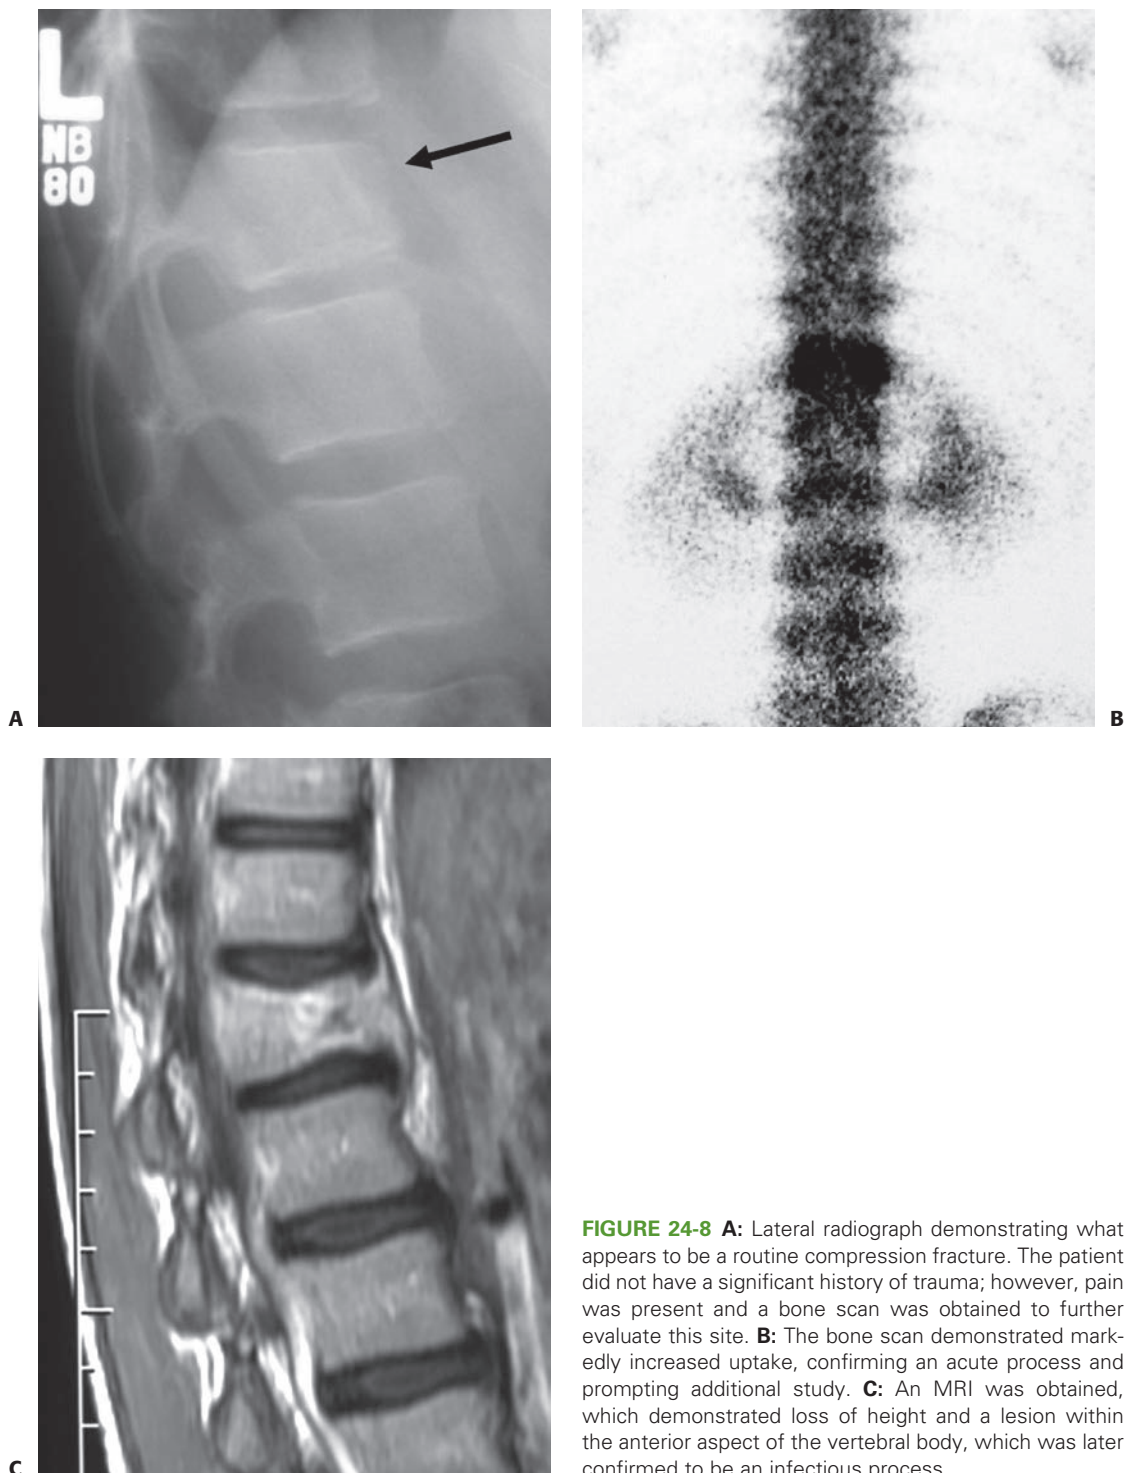 L
NB
80
A
B
C
FIGURE 24-8 A: Lateral radiograph demonstrating what
appears to be a routine compression fracture. The patient
did not have a significant history of trauma; however, pain
was present and a bone scan was obtained to further
evaluate this site. B: The bone scan demonstrated mark-
edly increased uptake, confirming an acute process and
prompting additional study. C: An MRI was obtained,
which demonstrated loss of height and a lesion within
the anterior aspect of the vertebral body, which was later
confirmed to be an infectious process.